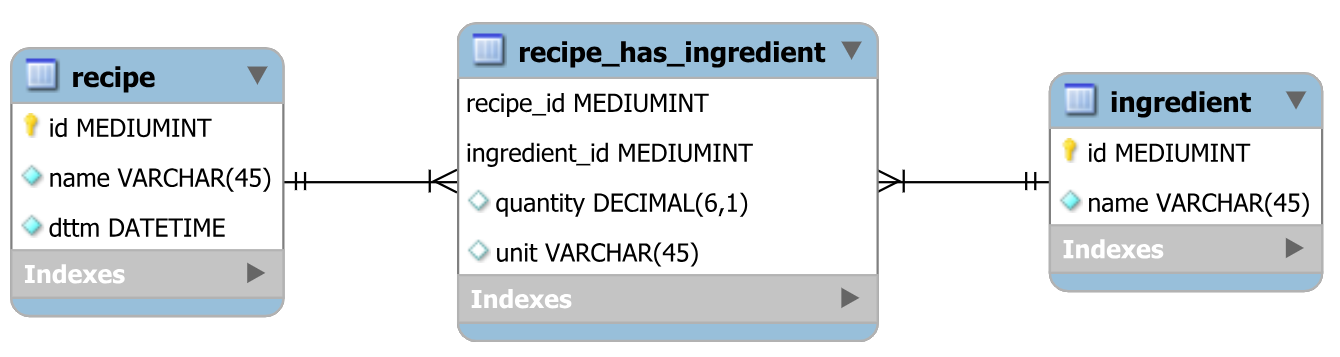 recipe
id MEDIUMINT
name VARCHAR(45)
dttm DATETIME
Indexes
recipe_has_ingredient
recipe_id MEDIUMINT
ingredient_id MEDIUMINT
quantity DECIMAL(6,1)
unit VARCHAR(45)
Indexes
ingredient
id MEDIUMINT
name VARCHAR(45)
Indexes